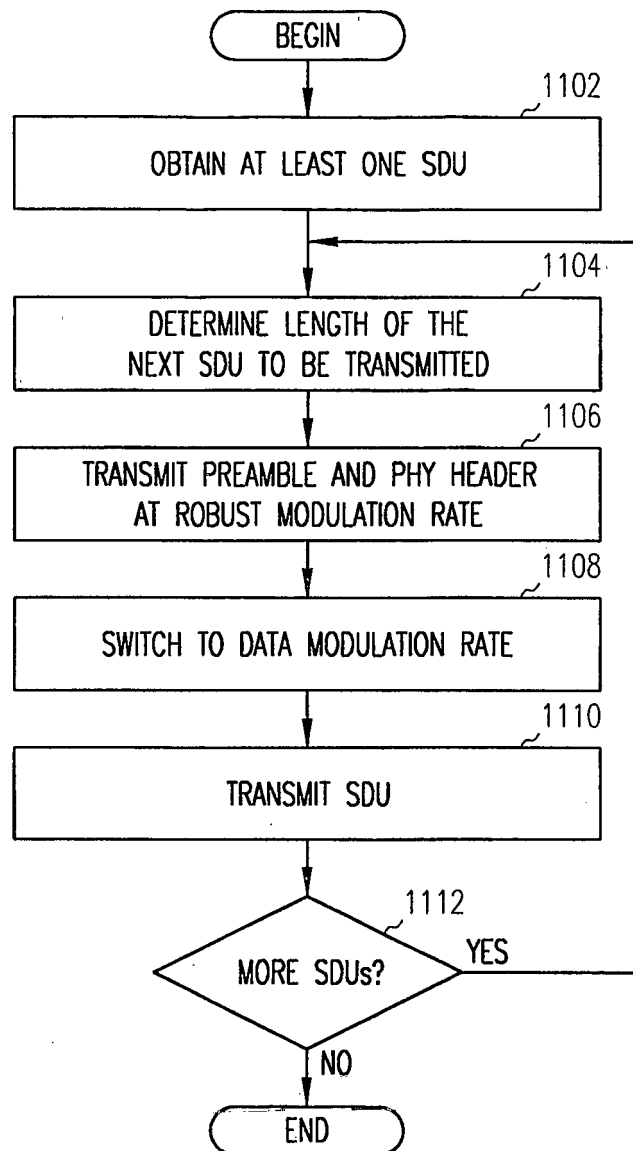 BEGIN
1102
OBTAIN AT LEAST ONE SDU
1104
DETERMINE LENGTH OF THE
NEXT SDU TO BE TRANSMITTED
1106
TRANSMIT PREAMBLE AND PHY HEADER
AT ROBUST MODULATION RATE
1108
SWITCH TO DATA MODULATION RATE
1110
TRANSMIT SDU
1112
MORE SDUs?
YES
NO
END